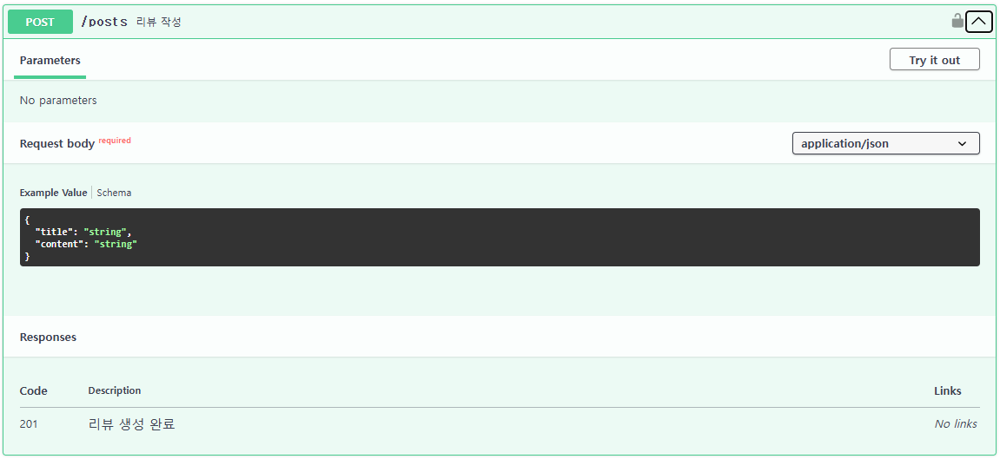 POST /posts 리뷰 작성
Parameters
Try it out
No parameters
Request body required
application/json
Example Value Schema
{
  "title": "string",
  "content": "string"
}
Responses
Code Description Links
201 리뷰 생성 완료 No links